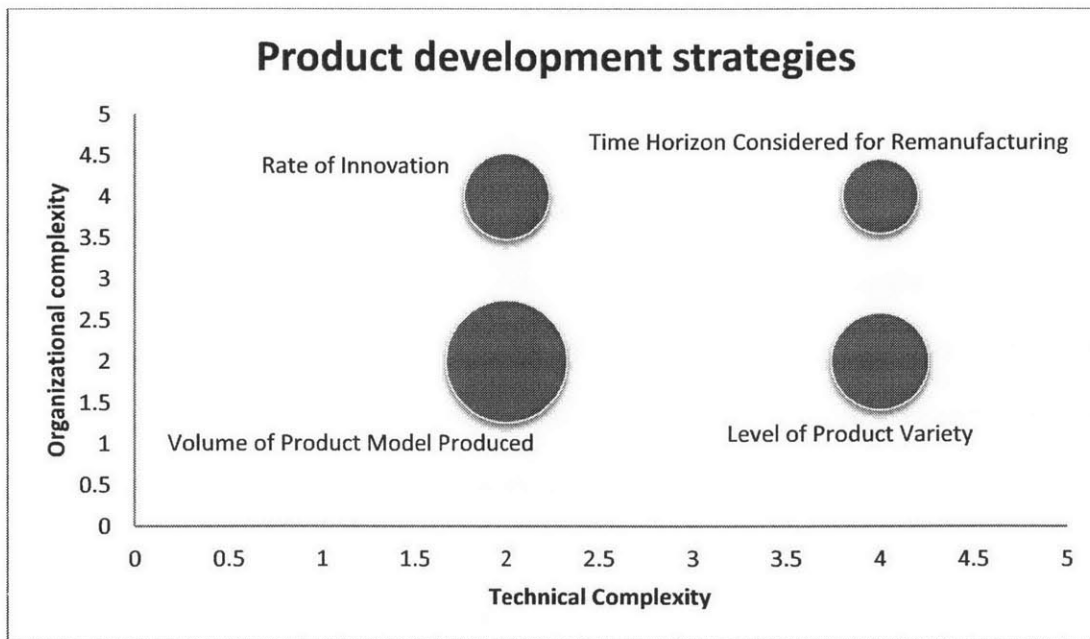 Product development strategies
5
4.5
4
3.5
3
2.5
2
1.5
1
0.5
0
Organizational complexity
Rate of Innovation
Time Horizon Considered for Remanufacturing
Volume of Product Model Produced
Level of Product Variety
0 0.5 1 1.5 2 2.5 3 3.5 4 4.5 5
Technical Complexity